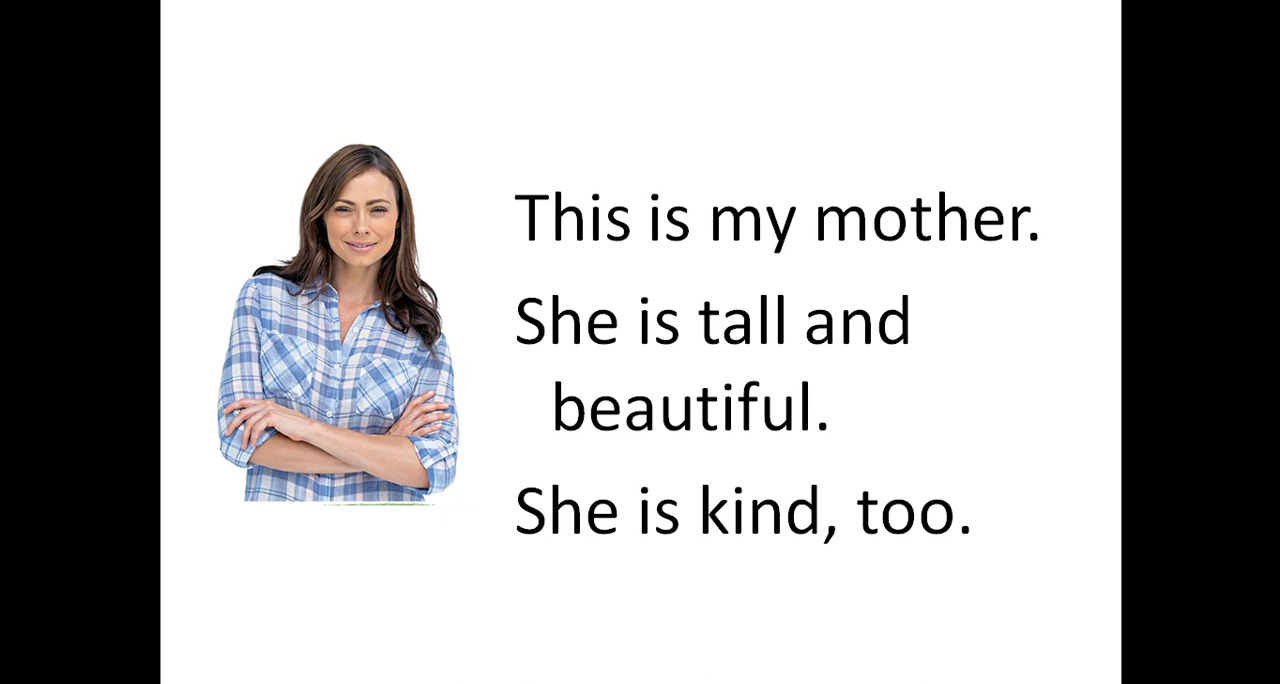 This is my mother.
She is tall and
beautiful.
She is kind, too.